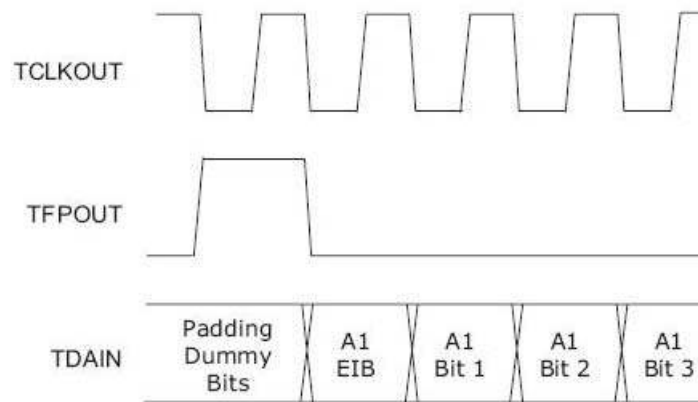 TCLKOUT
TFPOUT
TDAIN
Padding
Dummy
Bits
A1
EIB
A1
Bit 1
A1
Bit 2
A1
Bit 3